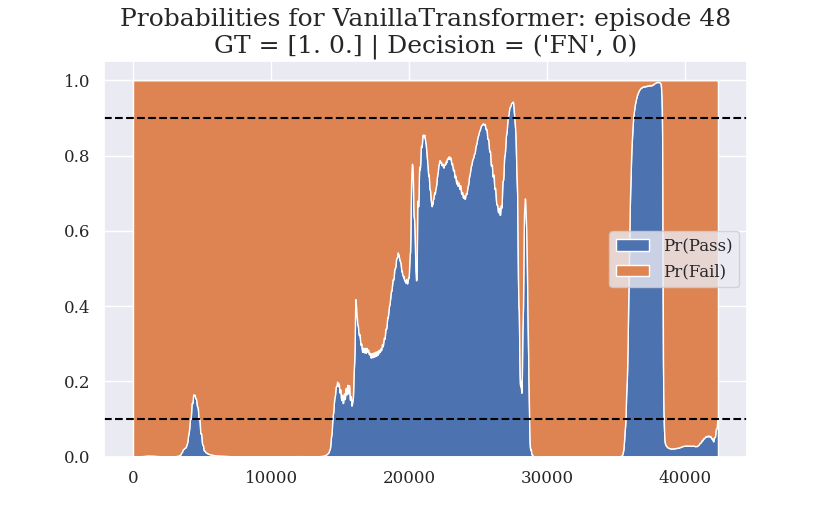 Probabilities for VanillaTransformer: episode 48
GT = [1. 0.] | Decision = ('FN', 0)
1.0
0.8
0.6
0.4
0.2
0.0
Pr(Pass)
Pr(Fail)
0
10000
20000
30000
40000